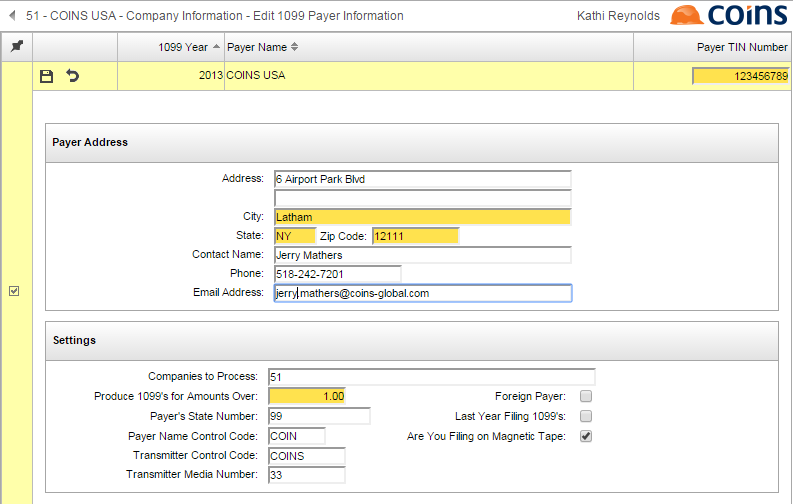 51 - COINS USA - Company Information - Edit 1099 Payer Information
Kathi Reynolds
coins
1099 Year Payer Name Payer TIN Number
2013 COINS USA 123456789
Payer Address
Address: 6 Airport Park Blvd
City: Latham
State: NY Zip Code: 12111
Contact Name: Jerry Mathers
Phone: 518-242-7201
Email Address: jerry.mathers@coins-global.com
Settings
Companies to Process: 51
Produce 1099's for Amounts Over: 1.00 Foreign Payer:
Payer's State Number: 99 Last Year Filing 1099's:
Payer Name Control Code: COIN Are You Filing on Magnetic Tape:
Transmitter Control Code: COINS
Transmitter Media Number: 33